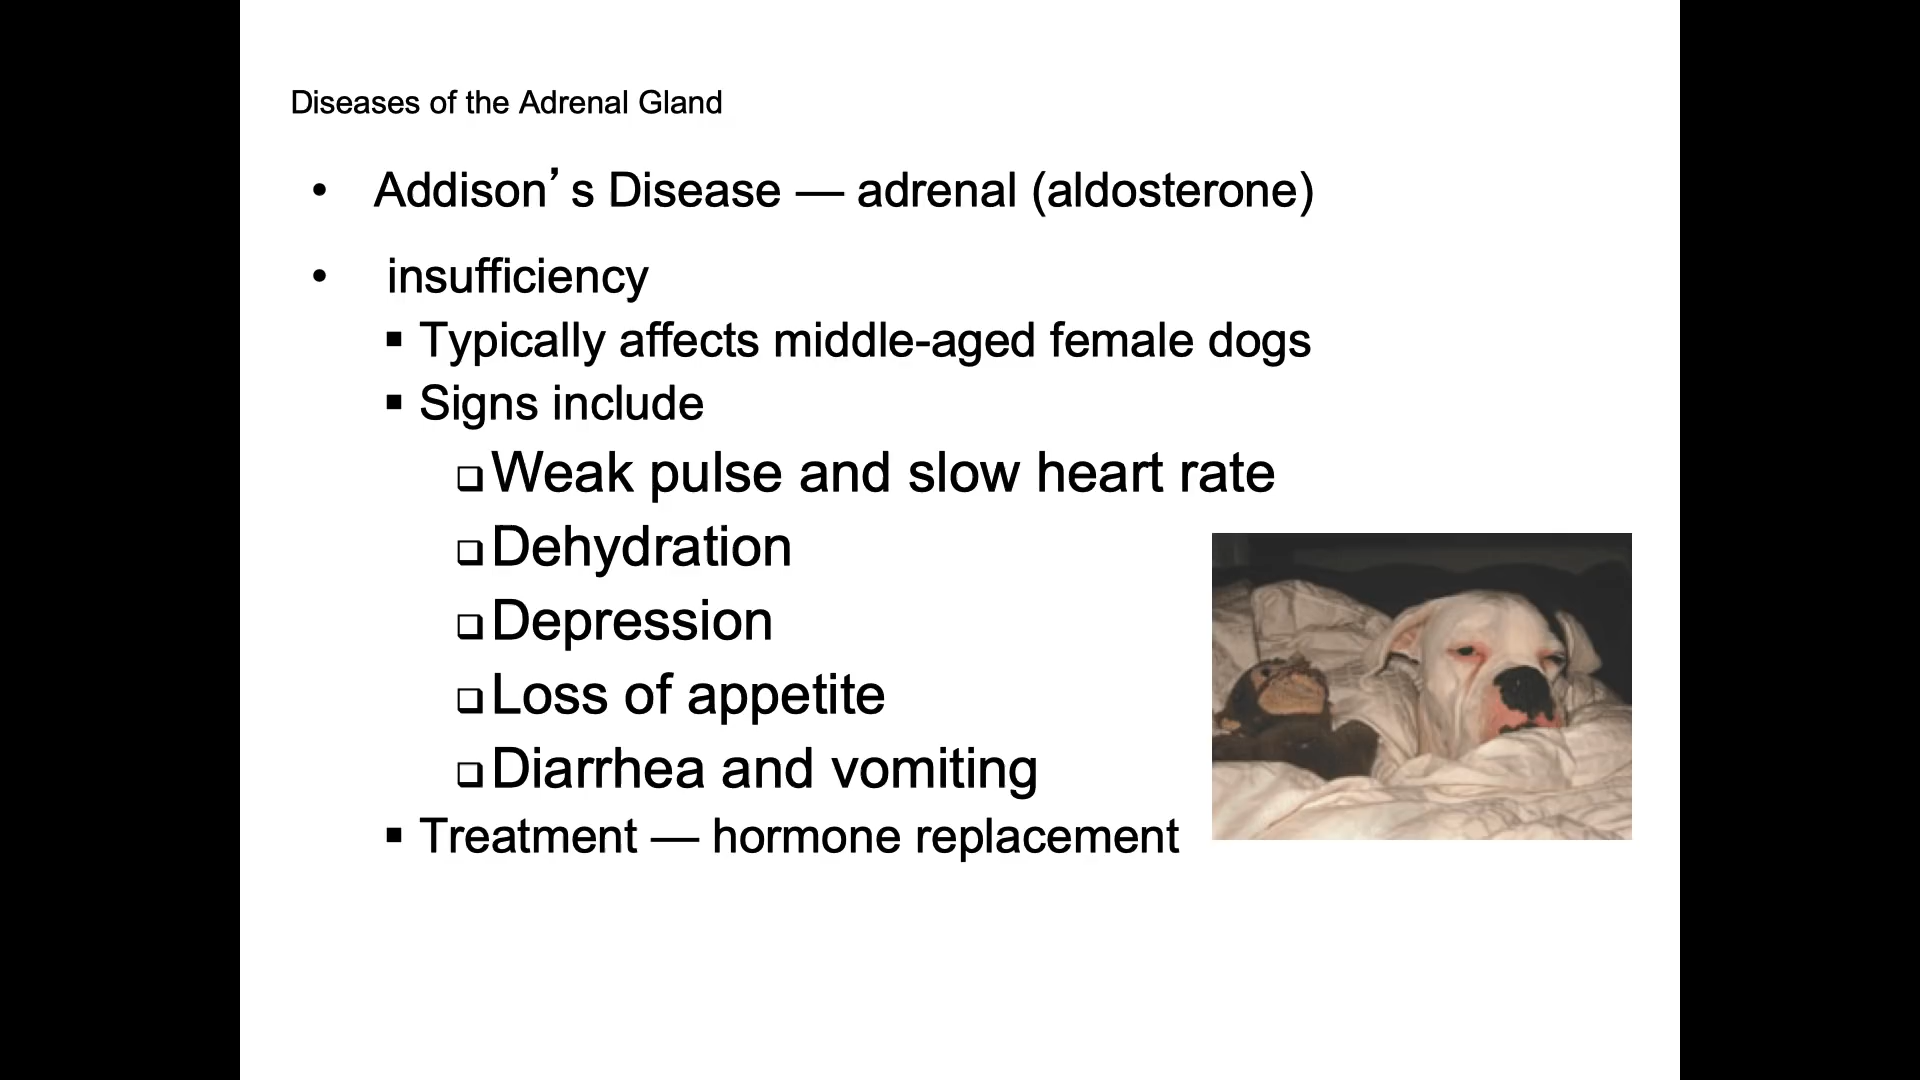 Diseases of the Adrenal Gland
• Addison’s Disease — adrenal (aldosterone)
• insufficiency
▪ Typically affects middle-aged female dogs
▪ Signs include
❑ Weak pulse and slow heart rate
❑ Dehydration
❑ Depression
❑ Loss of appetite
❑ Diarrhea and vomiting
▪ Treatment — hormone replacement